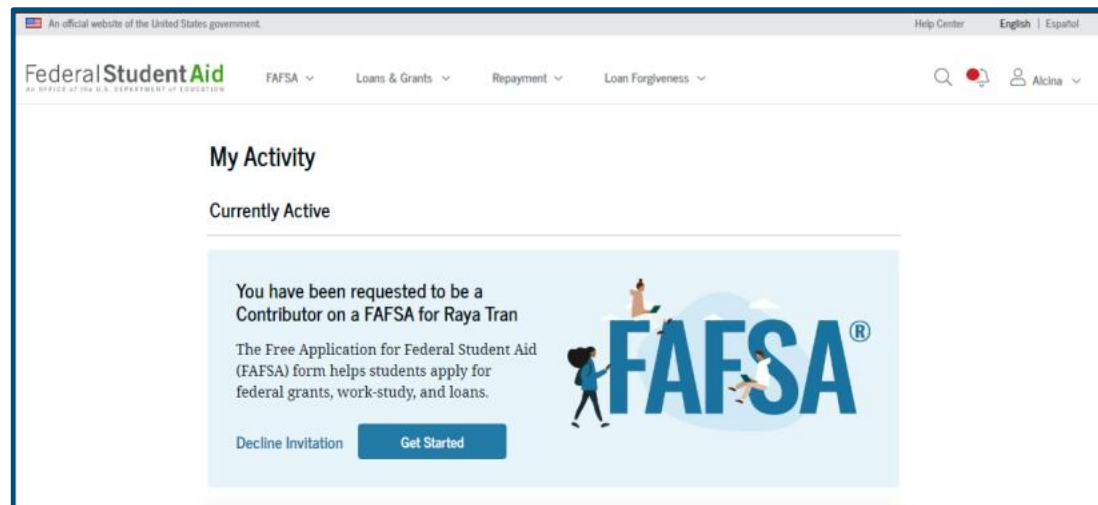 An official website of the United States government.
Help Center English | Español
Federal Student Aid
An OFFICE of the U.S. DEPARTMENT of EDUCATION
FAFSA Loans & Grants Repayment Loan Forgiveness Alcina
My Activity
Currently Active
You have been requested to be a
Contributor on a FAFSA for Raya Tran
The Free Application for Federal Student Aid
(FAFSA) form helps students apply for
federal grants, work-study, and loans.
Decline Invitation Get Started
FAFSA®